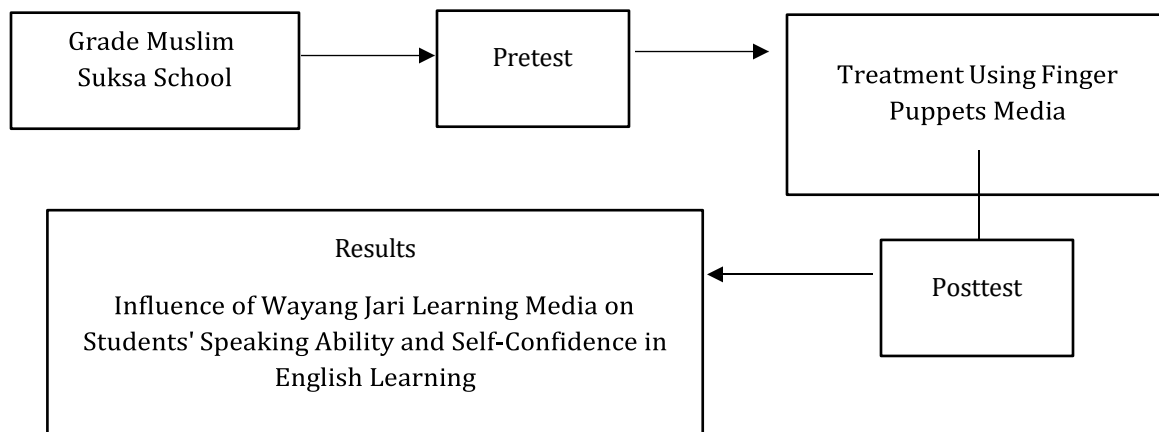 Grade Muslim
Suksa School
Pretest
Treatment Using Finger
Puppets Media
Posttest
Results
Influence of Wayang Jari Learning Media on
Students' Speaking Ability and Self-Confidence in
English Learning